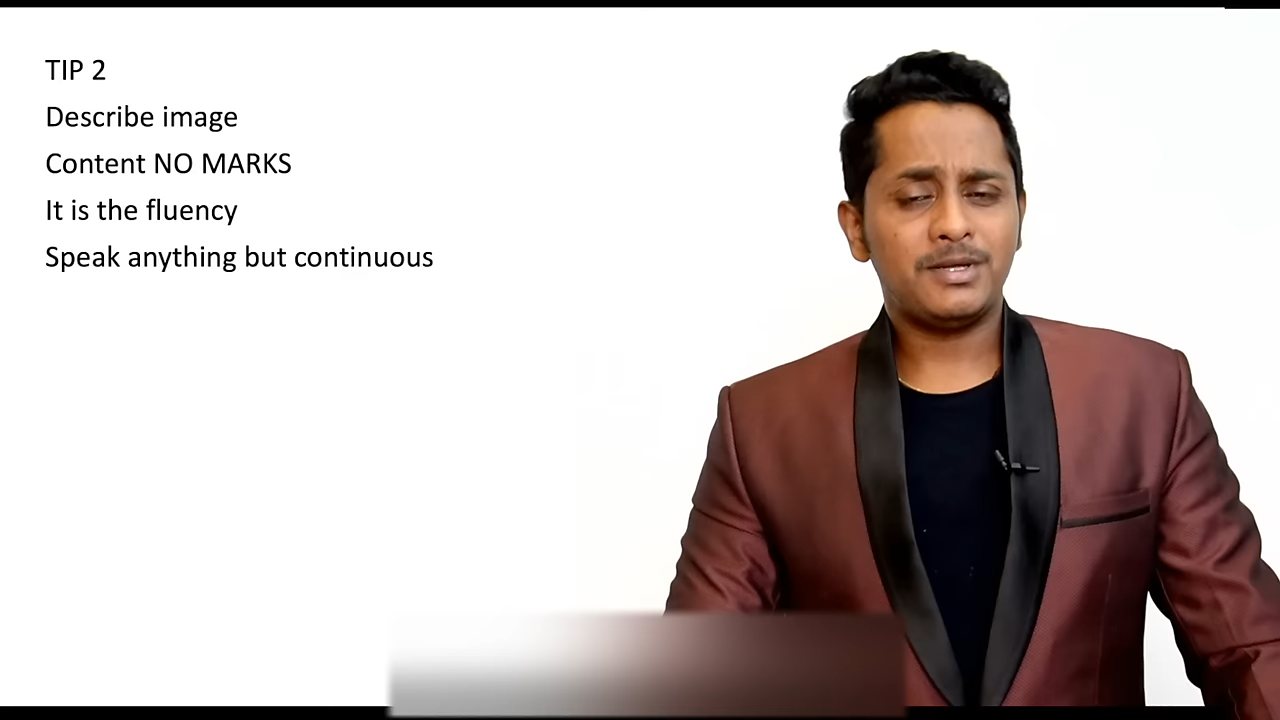 TIP 2
Describe image
Content NO MARKS
It is the fluency
Speak anything but continuous